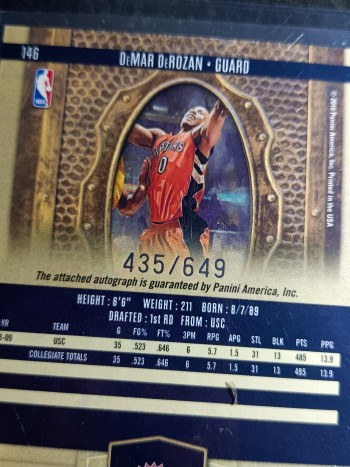 146 DeMAR DeROZAN • GUARD
NBA
© 2010 Panini America, Inc. Printed in the USA
RAPTORS
0
435/649
The attached autograph is guaranteed by Panini America, Inc.
HEIGHT: 6'6" WEIGHT: 211 BORN: 8/7/89
DRAFTED: 1st RD FROM: USC
YR TEAM G FG% FT% 3PM RPG APG STL BLK PTS PPG
8-09 USC 35 .523 .646 6 5.7 1.5 31 13 485 13.9
COLLEGIATE TOTALS 35 .523 .646 6 5.7 1.5 31 13 485 13.9